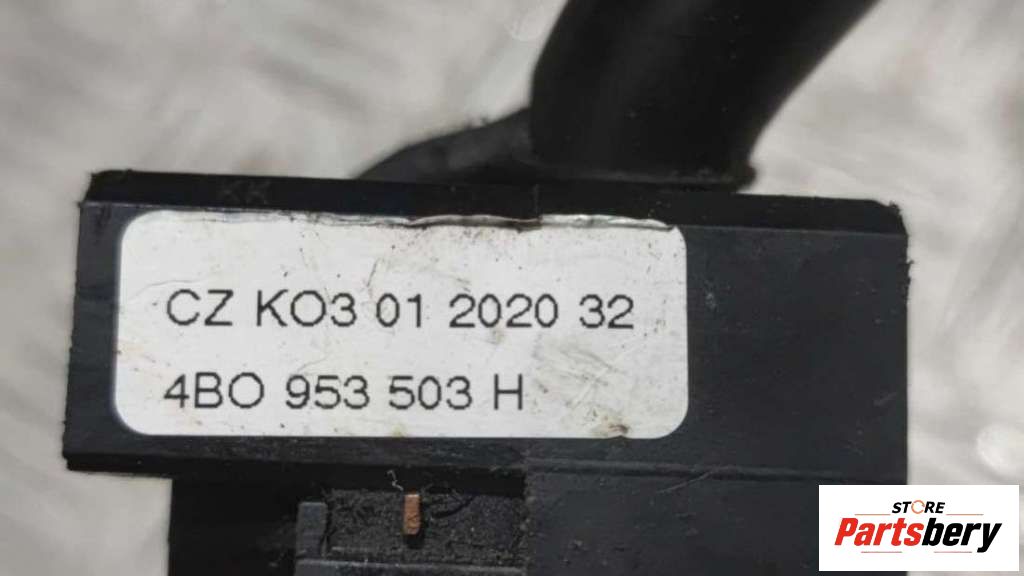 CZ KO3 01 2020 32
4BO 953 503 H
STORE
Partsbery